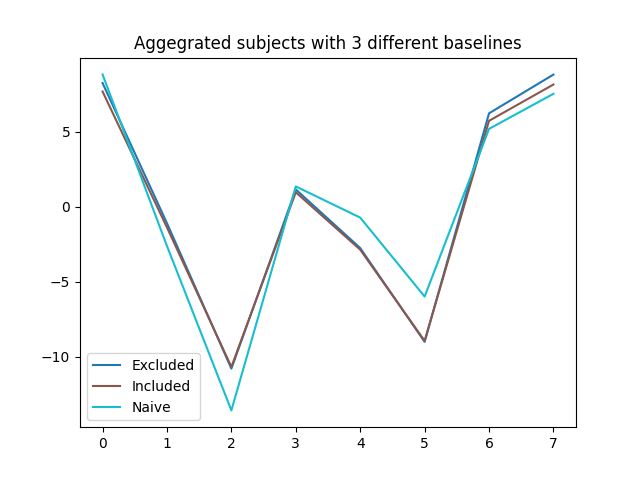 Aggegrated subjects with 3 different baselines
5
0
−5
−10
Excluded
Included
Naive
0 1 2 3 4 5 6 7